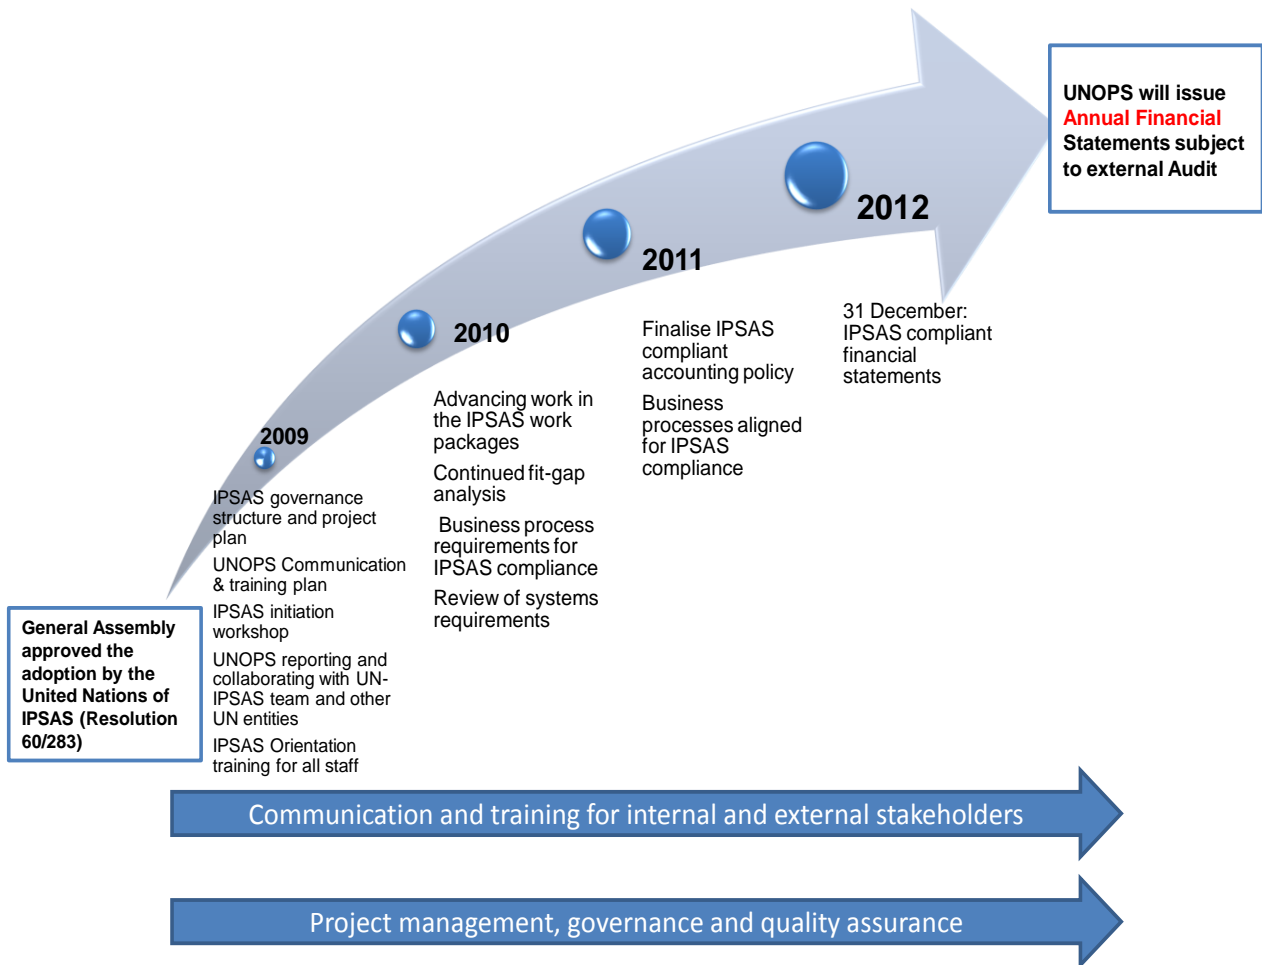 General Assembly
approved the
adoption by the
United Nations of
IPSAS (Resolution
60/283)
2009
IPSAS governance
structure and project
plan
UNOPS Communication
& training plan
IPSAS initiation
workshop
UNOPS reporting and
collaborating with UN-
IPSAS team and other
UN entities
IPSAS Orientation
training for all staff
2010
Advancing work in
the IPSAS work
packages
Continued fit-gap
analysis
Business process
requirements for
IPSAS compliance
Review of systems
requirements
2011
Finalise IPSAS
compliant
accounting policy
Business
processes aligned
for IPSAS
compliance
2012
31 December:
IPSAS compliant
financial
statements
UNOPS will issue
Annual Financial
Statements subject
to external Audit
Communication and training for internal and external stakeholders
Project management, governance and quality assurance